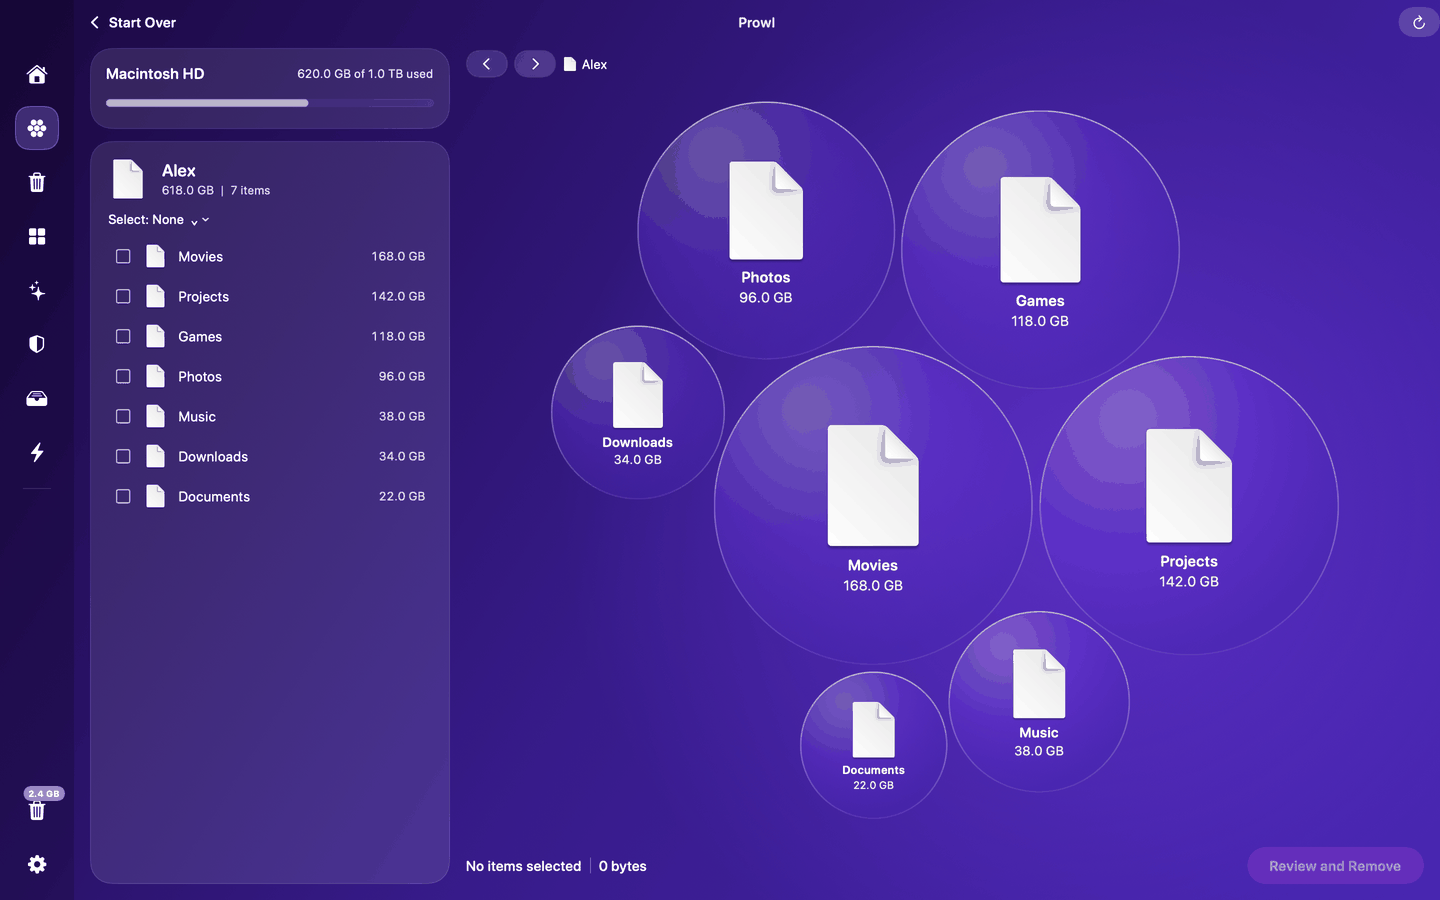 Start Over
Prowl
Macintosh HD
620.0 GB of 1.0 TB used
Alex
Alex
618.0 GB | 7 items
Select: None
Movies
168.0 GB
Projects
142.0 GB
Games
118.0 GB
Photos
96.0 GB
Music
38.0 GB
Downloads
34.0 GB
Documents
22.0 GB
Photos
96.0 GB
Games
118.0 GB
Downloads
34.0 GB
Movies
168.0 GB
Projects
142.0 GB
Music
38.0 GB
Documents
22.0 GB
2.4 GB
No items selected | 0 bytes
Review and Remove